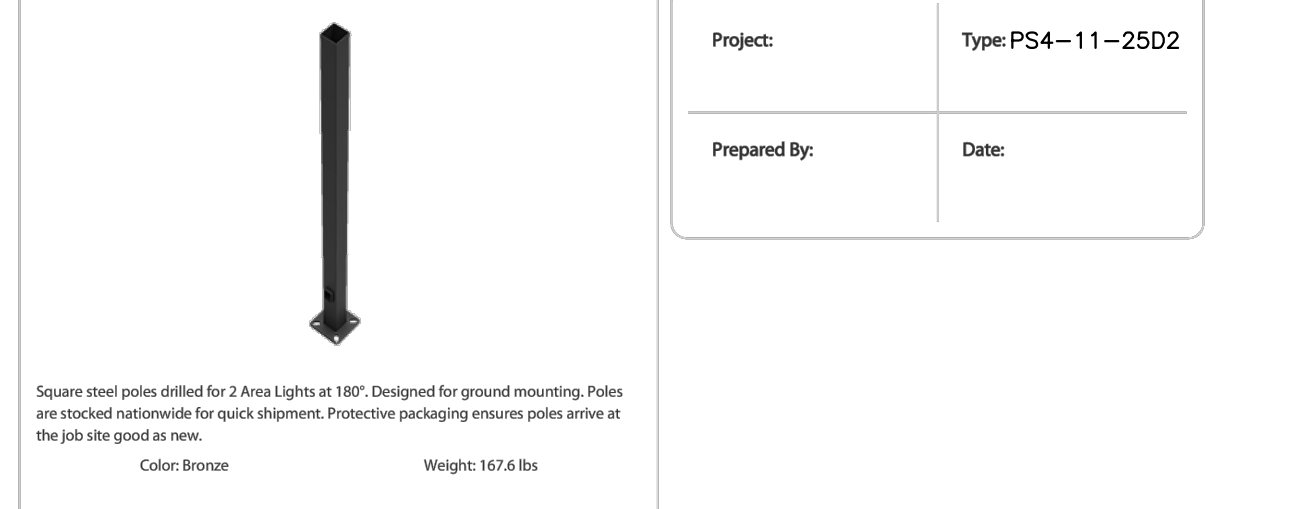 Project:
Type: PS4-11-25D2
Prepared By:
Date:
Square steel poles drilled for 2 Area Lights at 180°. Designed for ground mounting. Poles
are stocked nationwide for quick shipment. Protective packaging ensures poles arrive at
the job site good as new.
Color: Bronze
Weight: 167.6 lbs